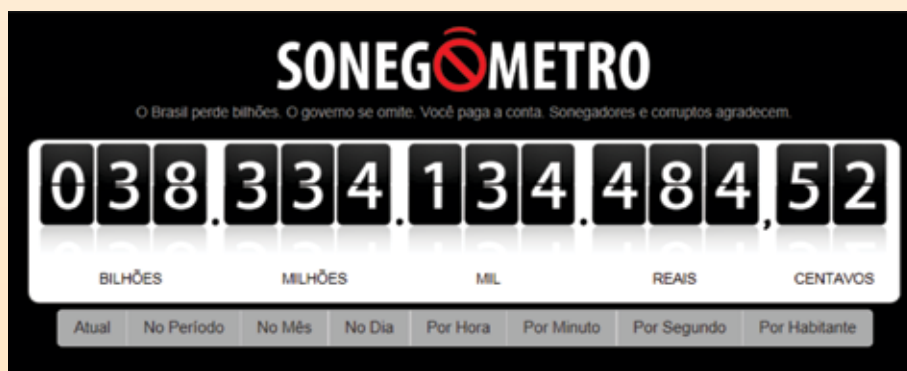 SONEGÔMETRO
O Brasil perde bilhões. O governo se omite. Você paga a conta. Sonegadores e corruptos agradecem.
038.334.134.484,52
BILHÕES MILHÕES MIL REAIS CENTAVOS
Atual No Período No Mês No Dia Por Hora Por Minuto Por Segundo Por Habitante